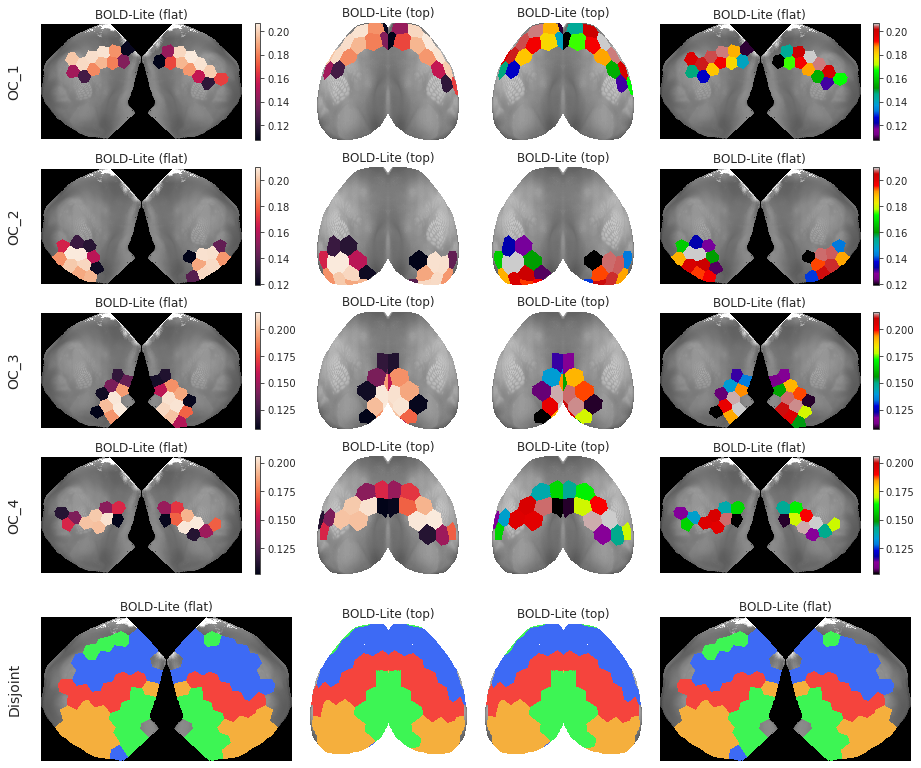 BOLD-Lite (flat) BOLD-Lite (top) BOLD-Lite (top) BOLD-Lite (flat)
OC_1
0.20 0.20
0.18 0.18
0.16 0.16
0.14 0.14
0.12 0.12
BOLD-Lite (flat) BOLD-Lite (top) BOLD-Lite (top) BOLD-Lite (flat)
OC_2
0.20 0.20
0.18 0.18
0.16 0.16
0.14 0.14
0.12 0.12
BOLD-Lite (flat) BOLD-Lite (top) BOLD-Lite (top) BOLD-Lite (flat)
OC_3
0.200 0.200
0.175 0.175
0.150 0.150
0.125 0.125
BOLD-Lite (flat) BOLD-Lite (top) BOLD-Lite (top) BOLD-Lite (flat)
OC_4
0.200 0.200
0.175 0.175
0.150 0.150
0.125 0.125
BOLD-Lite (flat) BOLD-Lite (top) BOLD-Lite (top) BOLD-Lite (flat)
Disjoint